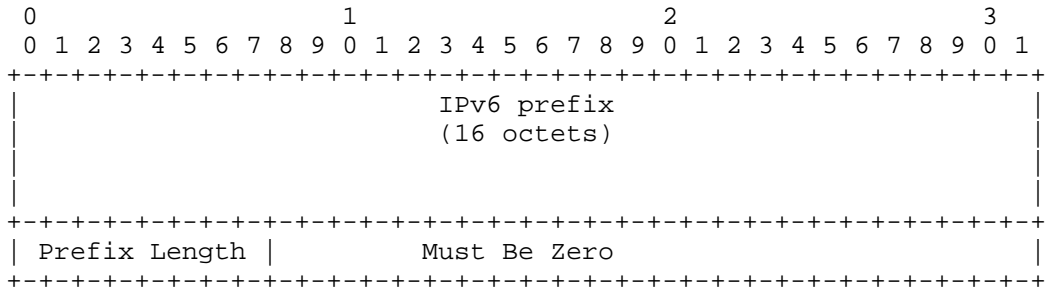 0                   1                   2                   3
 0 1 2 3 4 5 6 7 8 9 0 1 2 3 4 5 6 7 8 9 0 1 2 3 4 5 6 7 8 9 0 1
+-+-+-+-+-+-+-+-+-+-+-+-+-+-+-+-+-+-+-+-+-+-+-+-+-+-+-+-+-+-+-+-+
|                          IPv6 prefix                          |
|                          (16 octets)                          |
|                                                               |
|                                                               |
+-+-+-+-+-+-+-+-+-+-+-+-+-+-+-+-+-+-+-+-+-+-+-+-+-+-+-+-+-+-+-+-+
| Prefix Length |         Must Be Zero                          |
+-+-+-+-+-+-+-+-+-+-+-+-+-+-+-+-+-+-+-+-+-+-+-+-+-+-+-+-+-+-+-+-+